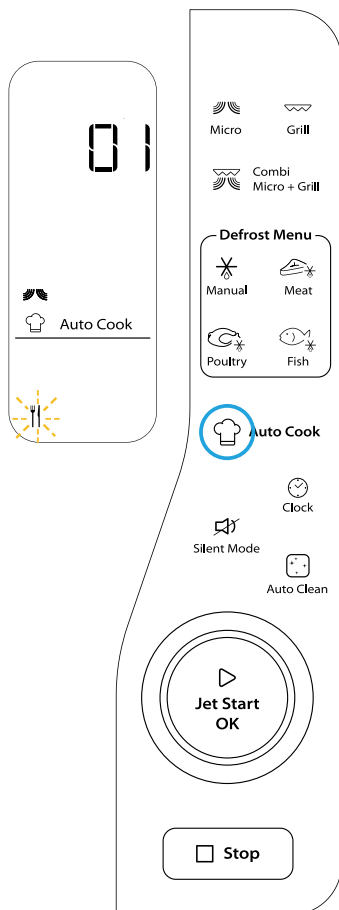 01
Auto Cook
Micro
Grill
Combi
Micro + Grill
Defrost Menu
Manual
Meat
Poultry
Fish
Auto Cook
Clock
Silent Mode
Auto Clean
Jet Start
OK
Stop